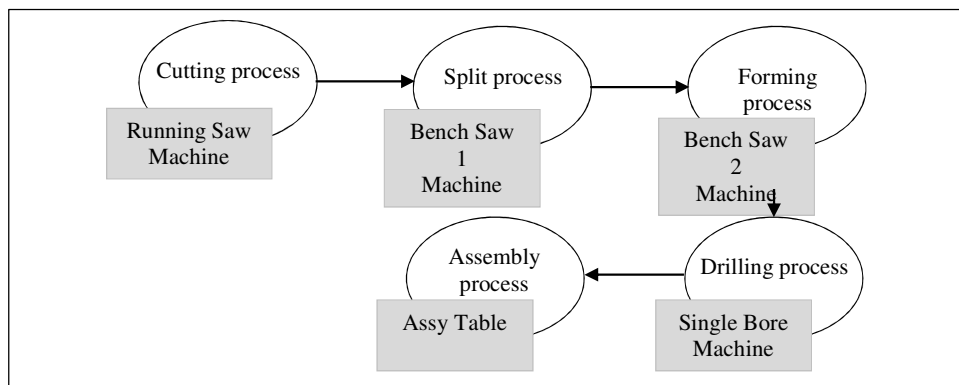 Cutting process
Running Saw
Machine
Split process
Bench Saw
1
Machine
Forming
process
Bench Saw
2
Machine
Drilling process
Single Bore
Machine
Assembly
process
Assy Table